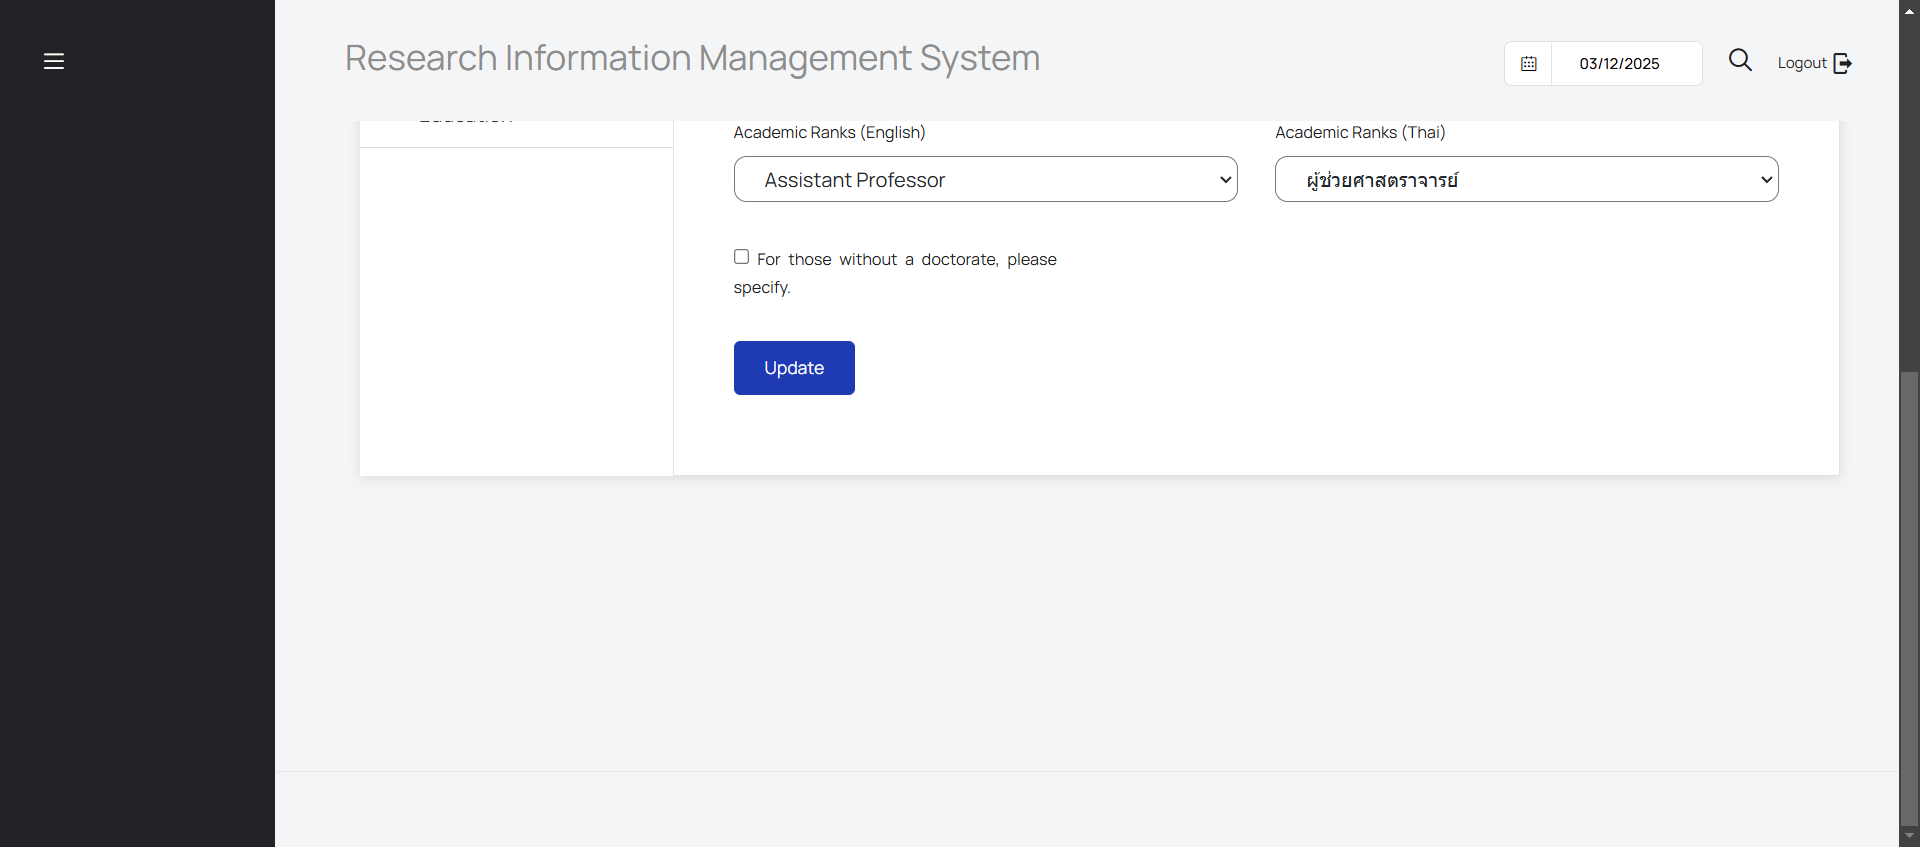 Research Information Management System
03/12/2025
Logout
Academic Ranks (English)
Academic Ranks (Thai)
Assistant Professor
ผู้ช่วยศาสตราจารย์
For those without a doctorate, please
specify.
Update